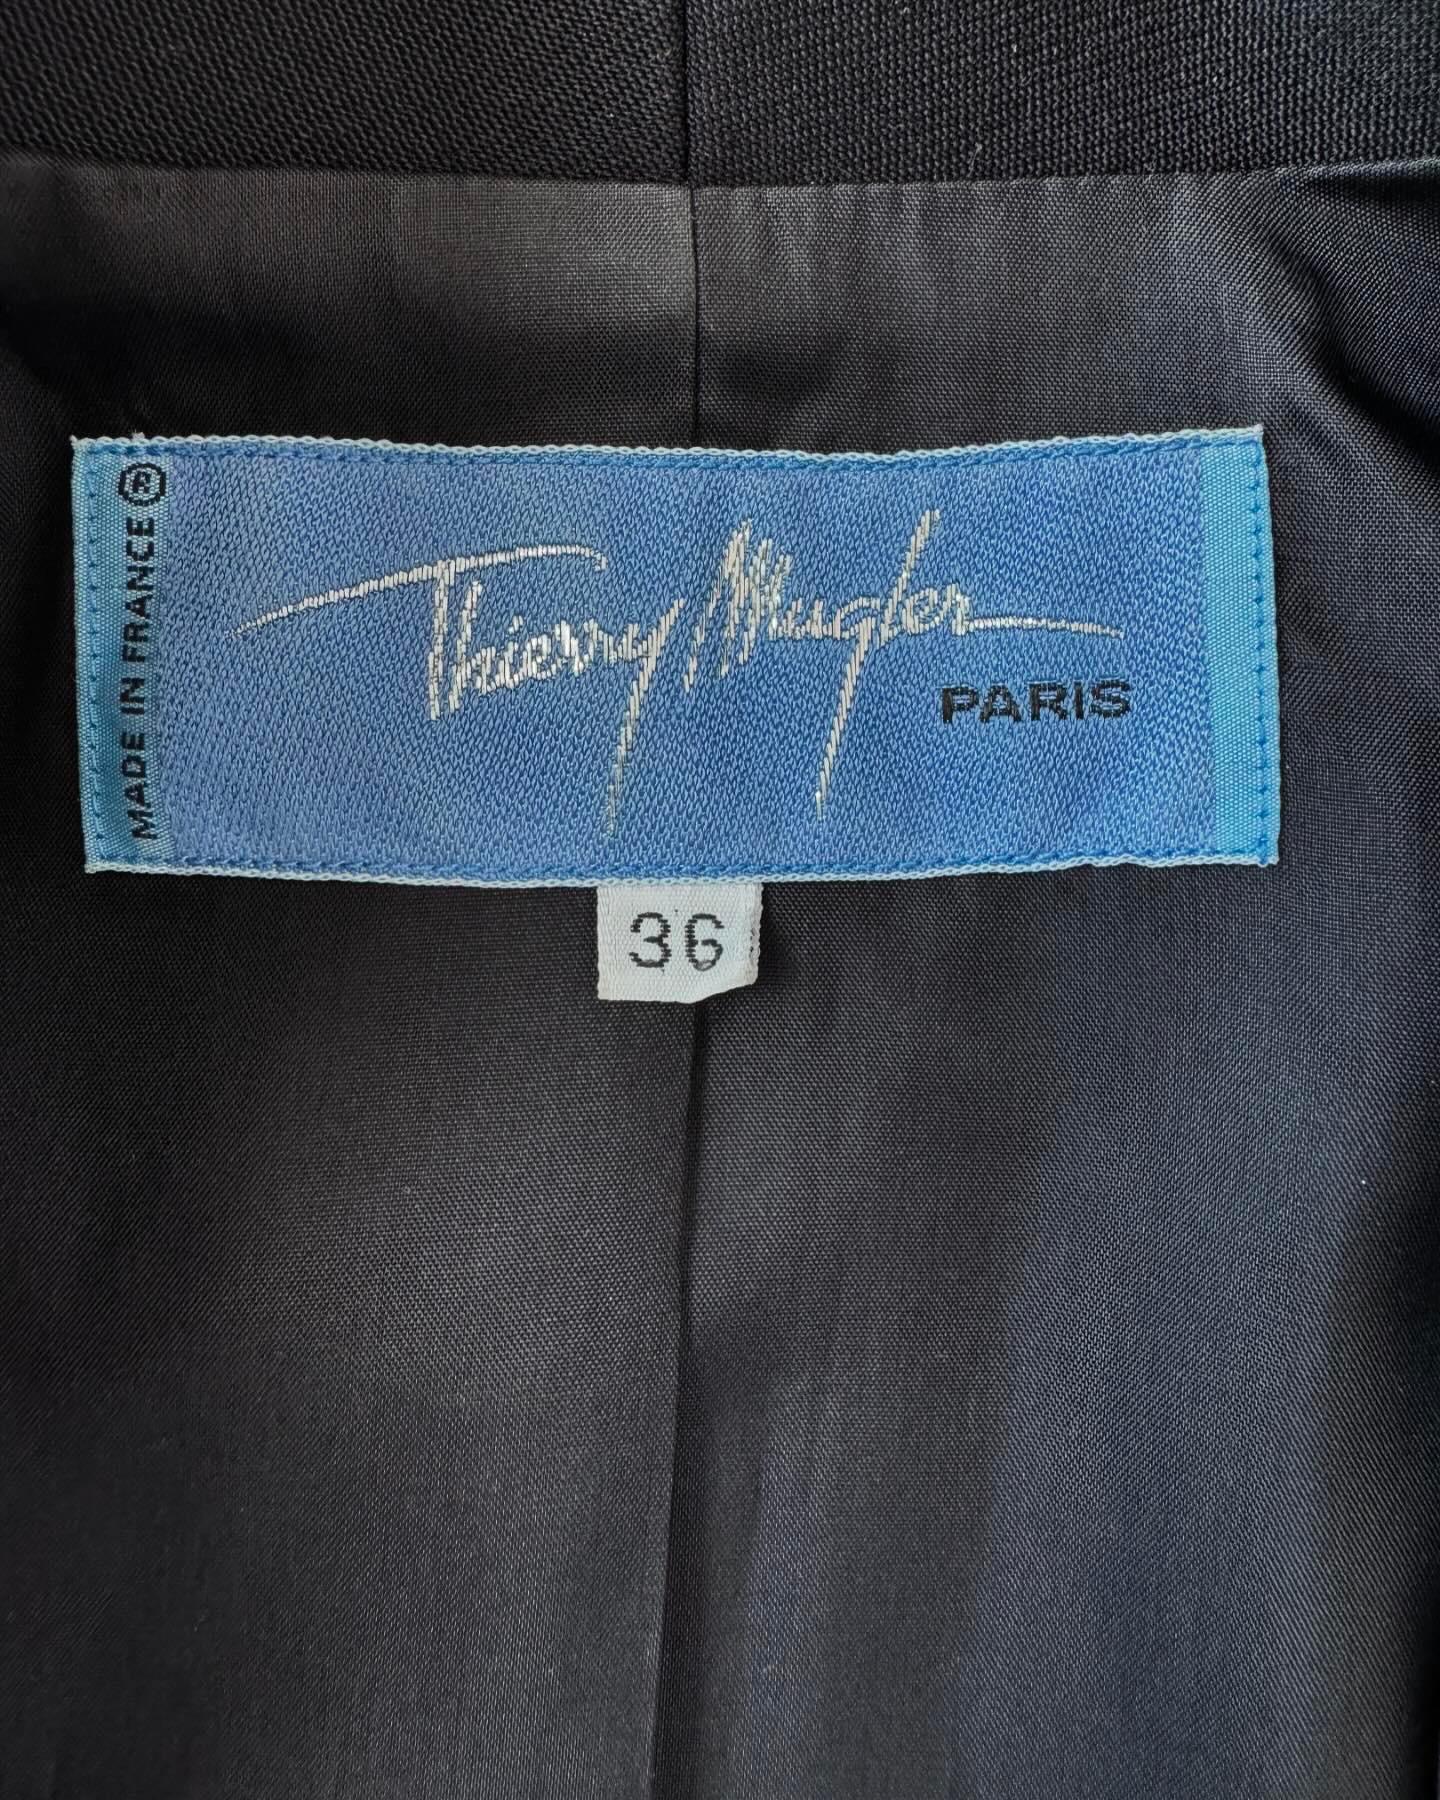 MADE IN FRANCE ®
Thierry Mugler
PARIS
36